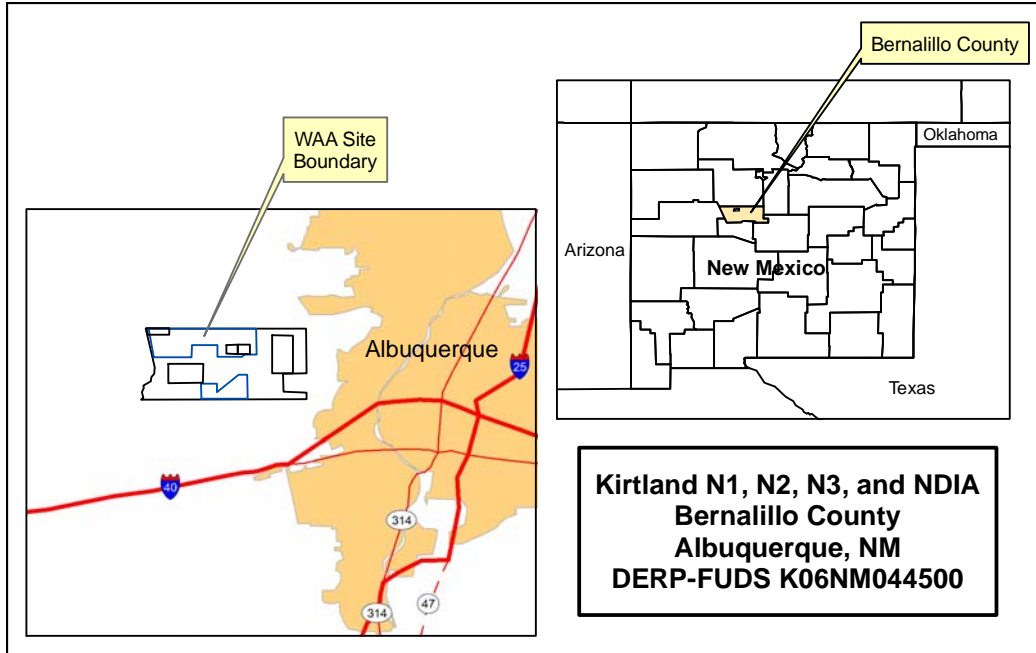 Bernalillo County
WAA Site
Boundary
Oklahoma
Arizona
New Mexico
Texas
Albuquerque
25
40
314
314
47
Kirtland N1, N2, N3, and NDIA
Bernalillo County
Albuquerque, NM
DERP-FUDS K06NM044500